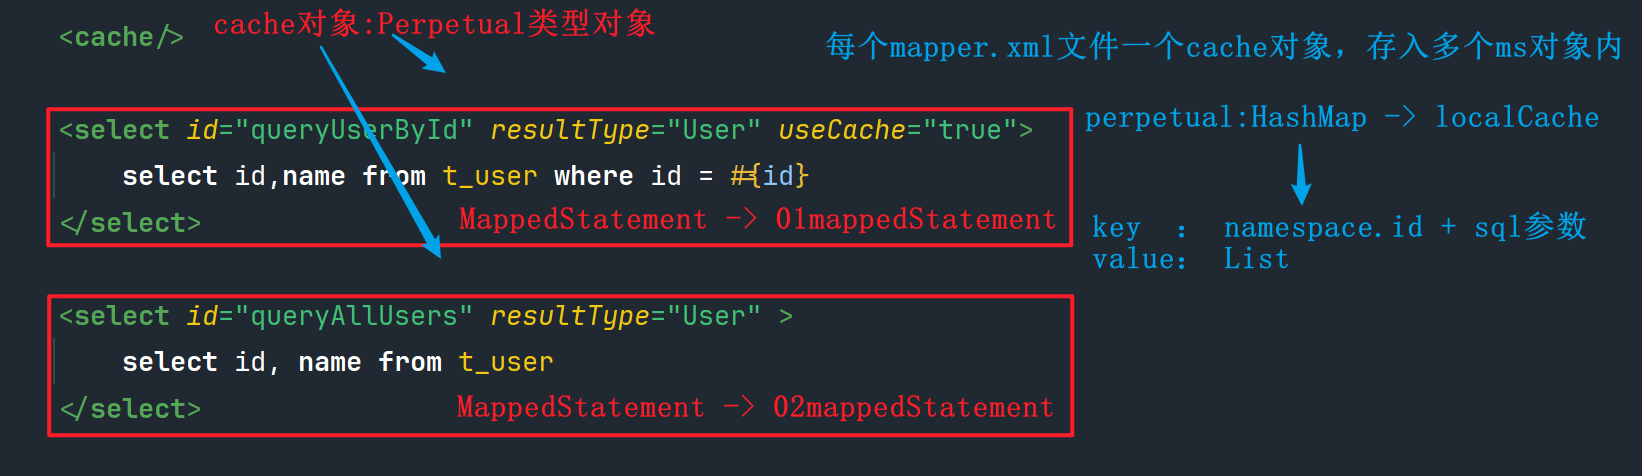 <cache/>
cache对象:Perpetual类型对象
每个mapper.xml文件一个cache对象，存入多个ms对象内
<select id="queryUserById" resultType="User" useCache="true">
select id,name from t_user where id = #{id}
</select>
MappedStatement -> 01mappedStatement
perpetual:HashMap -> localCache
key ： namespace.id + sql参数
value： List
<select id="queryAllUsers" resultType="User" >
select id, name from t_user
</select>
MappedStatement -> 02mappedStatement